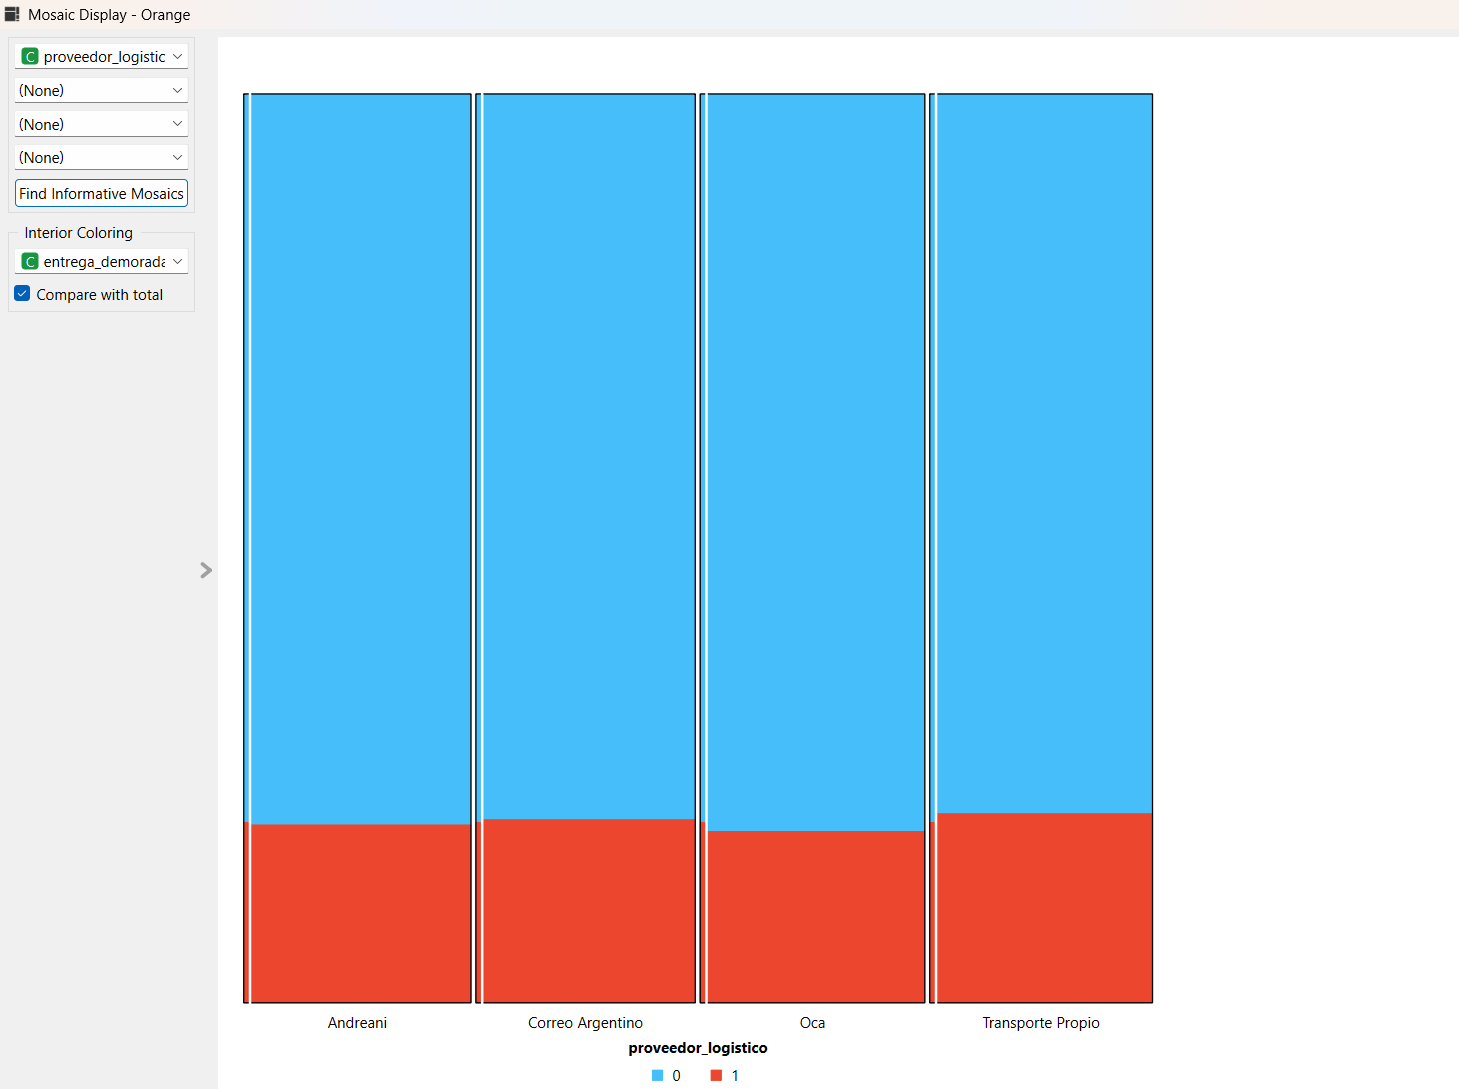 Mosaic Display - Orange
C proveedor_logistic
(None)
(None)
(None)
Find Informative Mosaics
Interior Coloring
C entrega_demorada
Compare with total
Andreani
Correo Argentino
Oca
Transporte Propio
proveedor_logistico
0
1